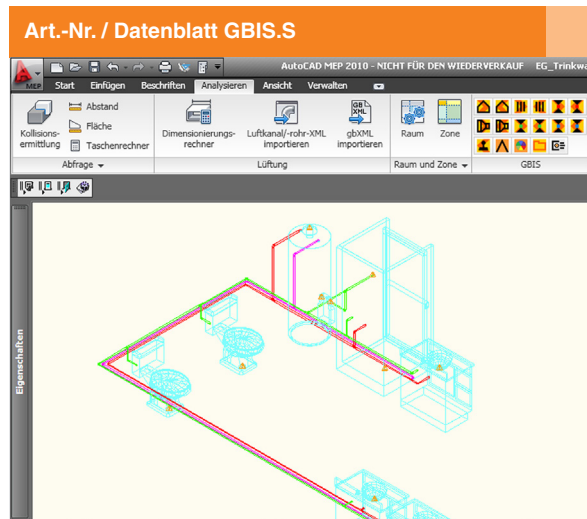 Art.-Nr. / Datenblatt GBIS.S
AutoCAD MEP 2010 - NICHT FÜR DEN WIEDERVERKAUF EG_Trinkwa
MEP Start Einfügen Beschriften Analysieren Ansicht Verwalten
Kollisions-
ermittlung
Abstand
Fläche
Taschenrechner
Dimensionierungs-
rechner
Luftkanal/-rohr-XML
importieren
GB
XML
gbXML
importieren
Raum
Zone
Abfrage
Lüftung
Raum und Zone
GBIS
Eigenschaften